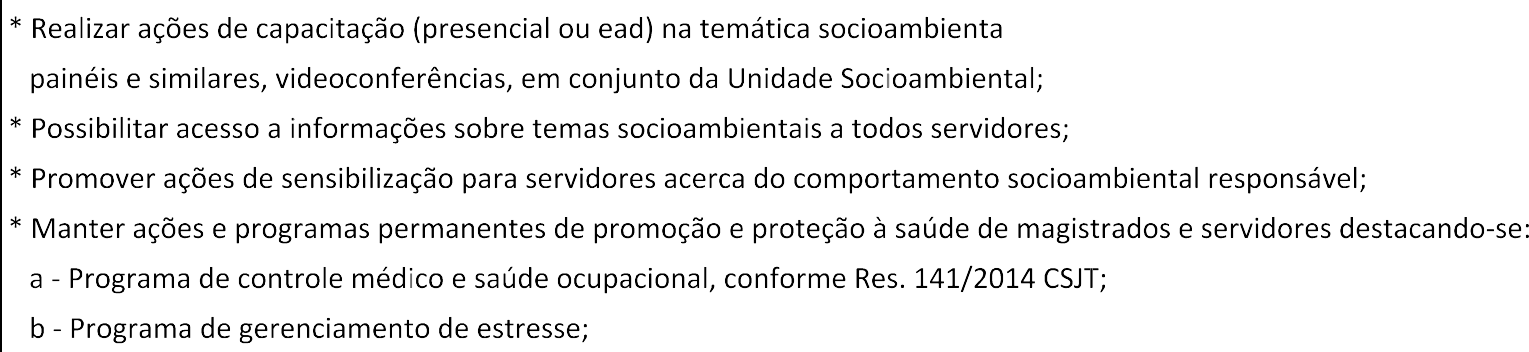 * Realizar ações de capacitação (presencial ou ead) na temática socioambienta
painéis e similares, videoconferências, em conjunto da Unidade Socioambiental;
* Possibilitar acesso a informações sobre temas socioambientais a todos servidores;
* Promover ações de sensibilização para servidores acerca do comportamento socioambiental responsável;
* Manter ações e programas permanentes de promoção e proteção à saúde de magistrados e servidores destacando-se:
a - Programa de controle médico e saúde ocupacional, conforme Res. 141/2014 CSJT;
b - Programa de gerenciamento de estresse;